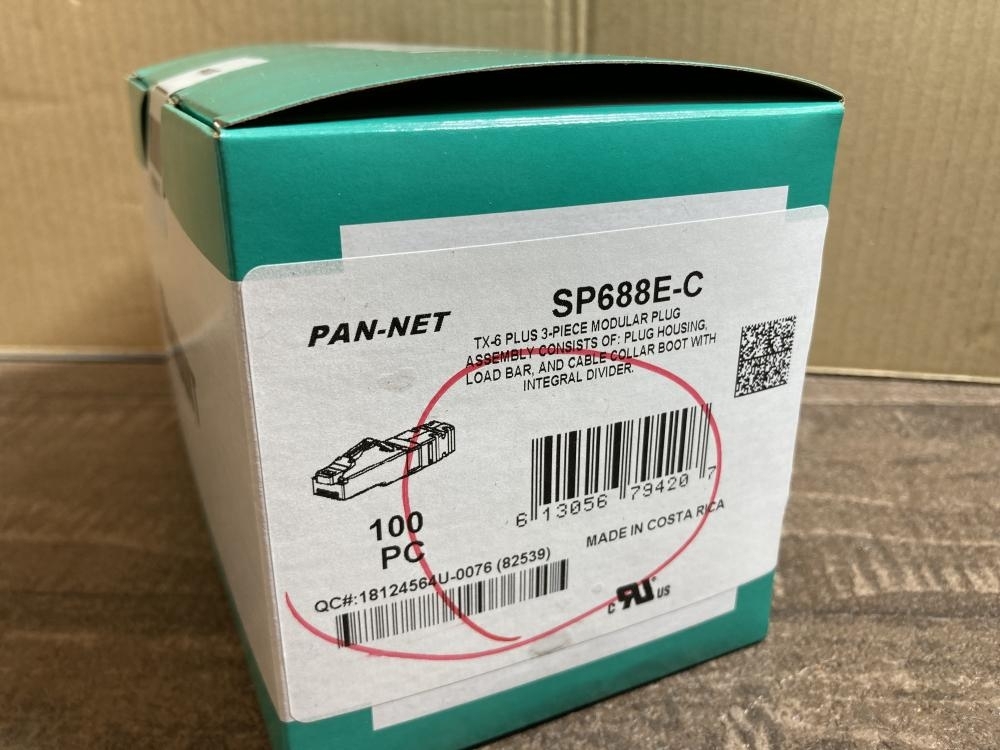 PAN-NET
SP688E-C
TX-6 PLUS 3-PIECE MODULAR PLUG
ASSEMBLY CONSISTS OF: PLUG HOUSING,
LOAD BAR, AND CABLE COLLAR BOOT WITH
INTEGRAL DIVIDER.
100
PC
6 13056 79420 7
MADE IN COSTA RICA
QC#:18124564U-0076 (82539)
C RU US